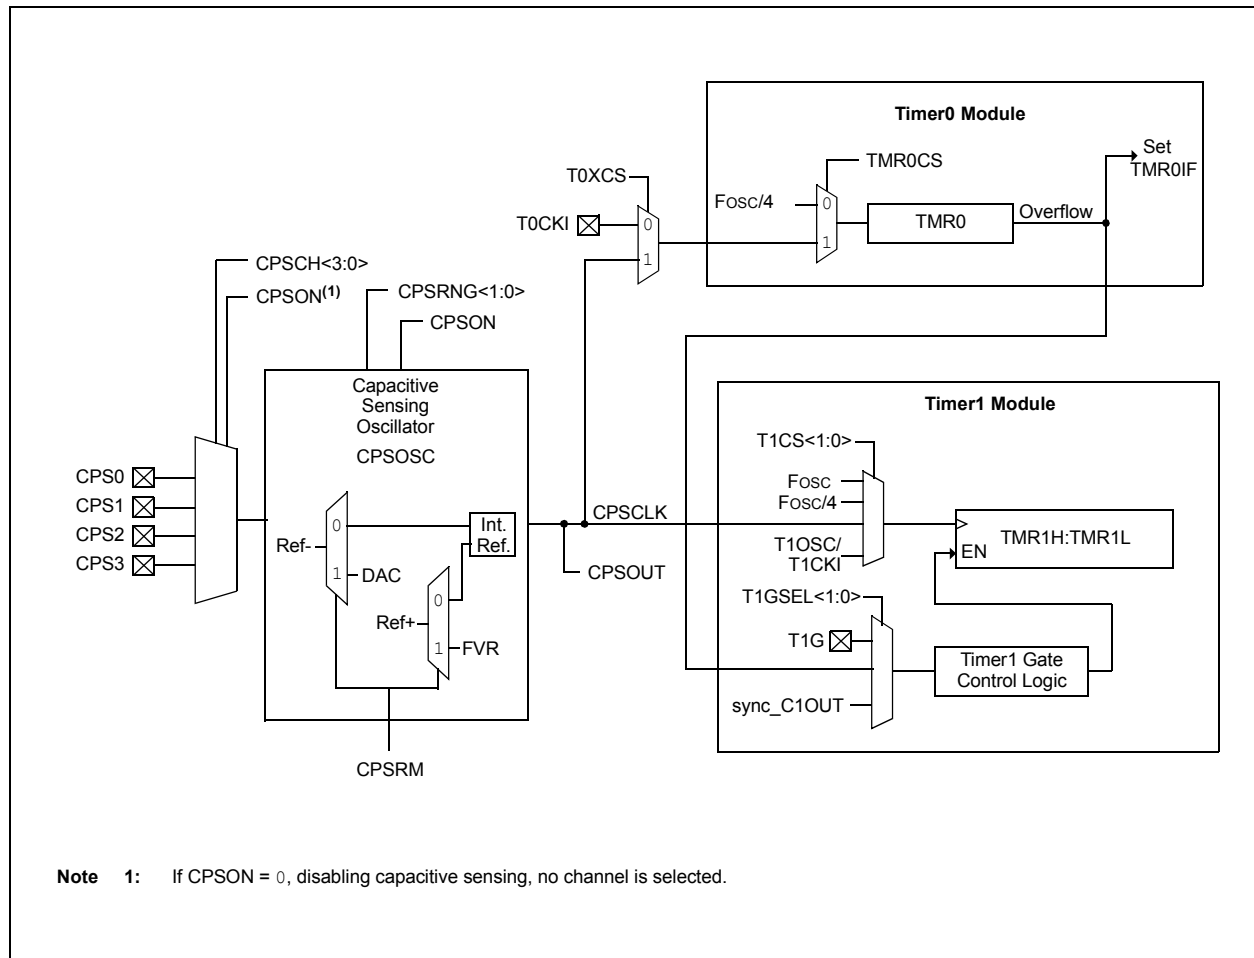 Timer0 Module
Set
TMR0IF
TMR0CS
T0XCS
FOSC/4
0
1
TMR0
Overflow
T0CKI
0
1
CPSCH<3:0>
CPSON(1)
CPSRNG<1:0>
CPSON
Capacitive
Sensing
Oscillator
CPSOSC
Timer1 Module
T1CS<1:0>
FOSC
FOSC/4
CPS0
CPS1
CPS2
CPS3
0
1
Ref-
DAC
Int.
Ref.
0
1
Ref+
FVR
CPSRM
CPSCLK
CPSOUT
T1OSC/
T1CKI
TMR1H:TMR1L
EN
T1GSEL<1:0>
T1G
Timer1 Gate
Control Logic
sync_C1OUT
Note 1: If CPSON = 0, disabling capacitive sensing, no channel is selected.